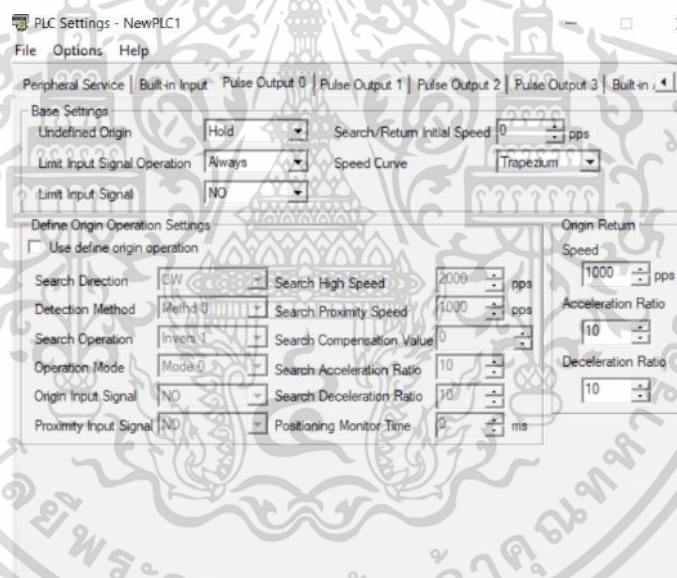 PLC Settings - NewPLC1
File Options Help
Peripheral Service Built-in Input Pulse Output 0 Pulse Output 1 Pulse Output 2 Pulse Output 3 Built-in
Base Settings
Undefined Origin Hold Search/Return Initial Speed 0 pps
Limit Input Signal Operation Always Speed Curve Trapezium
Limit Input Signal NO
Define Origin Operation Settings
Use define origin operation
Search Direction CW Search High Speed 2000 pps
Detection Method Methd 0 Search Proximity Speed 1000 pps
Search Operation Invers 1 Search Compensation Value 0
Operation Mode Mode 0 Search Acceleration Ratio 10
Origin Input Signal NO Search Deceleration Ratio 10
Proximity Input Signal NO Positioning Monitor Time 0 ms
Origin Return
Speed
1000 pps
Acceleration Ratio
10
Deceleration Ratio
10